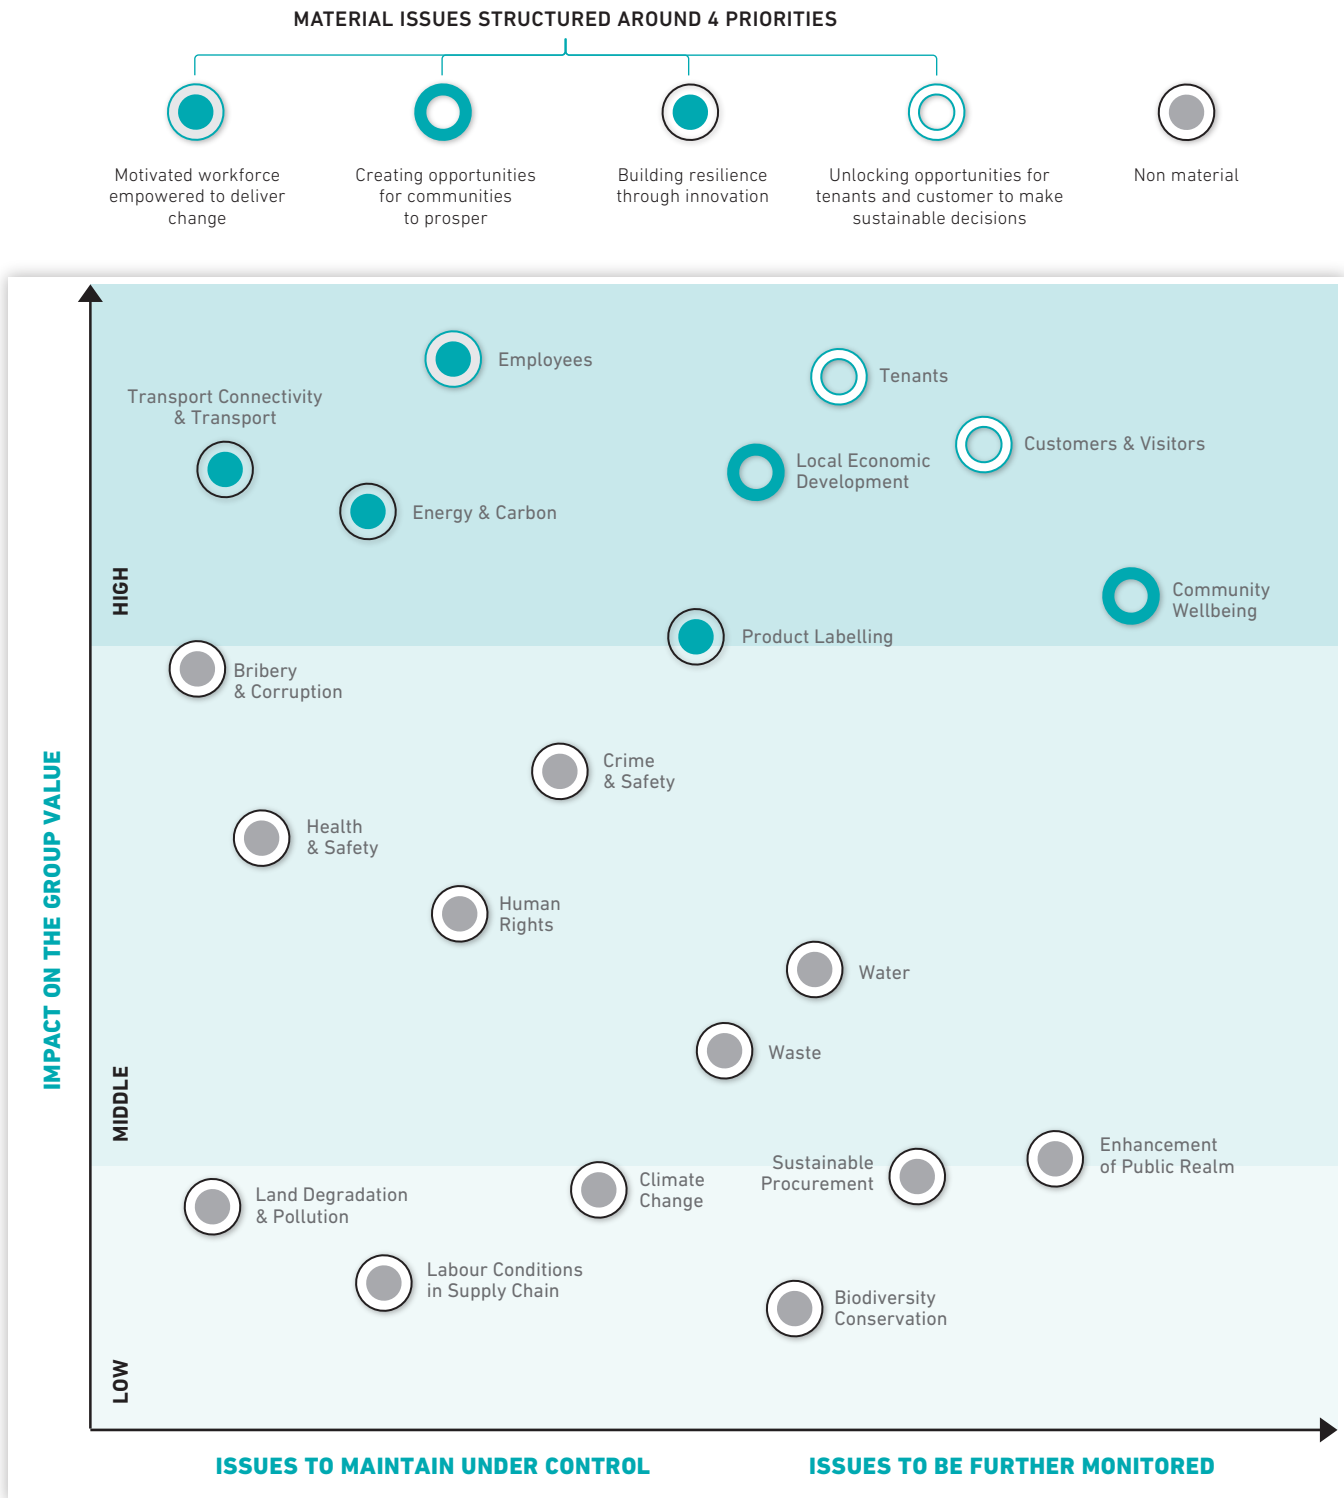 MATERIAL ISSUES STRUCTURED AROUND 4 PRIORITIES
Motivated workforce
empowered to deliver
change
Creating opportunities
for communities
to prosper
Building resilience
through innovation
Unlocking opportunities for
tenants and customer to make
sustainable decisions
Non material
Employees
Tenants
Transport Connectivity
& Transport
Customers & Visitors
Local Economic
Development
Energy & Carbon
HIGH
Community
Wellbeing
Product Labelling
Bribery
& Corruption
Crime
& Safety
Health
& Safety
Human
Rights
IMPACT ON THE GROUP VALUE
Water
Waste
MIDDLE
Enhancement
of Public Realm
Sustainable
Procurement
Climate
Change
Land Degradation
& Pollution
Labour Conditions
in Supply Chain
Biodiversity
Conservation
LOW
ISSUES TO MAINTAIN UNDER CONTROL
ISSUES TO BE FURTHER MONITORED